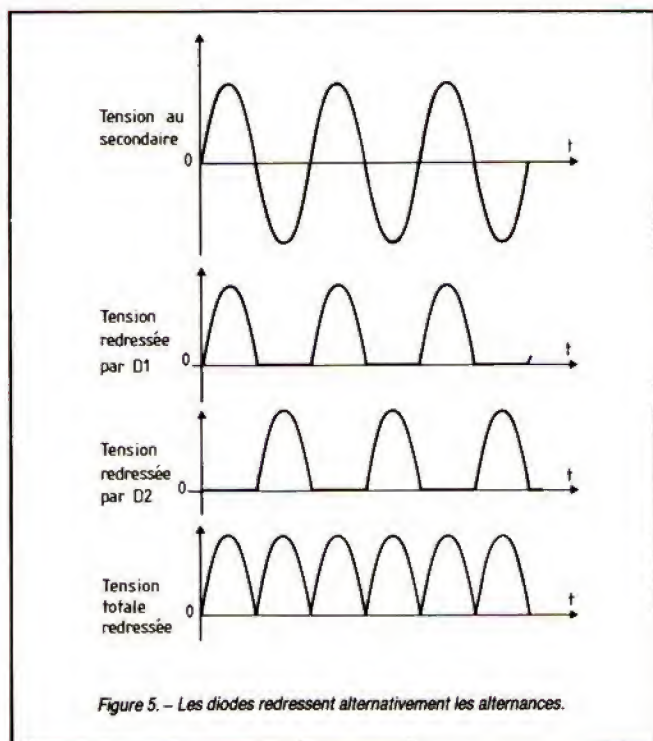 Tension au
secondaire
0
t
Tension
redressée
par D1
0
t
Tension
redressée
par D2
0
t
Tension
totale
redressée
0
t
Figure 5. – Les diodes redressent alternativement les alternances.